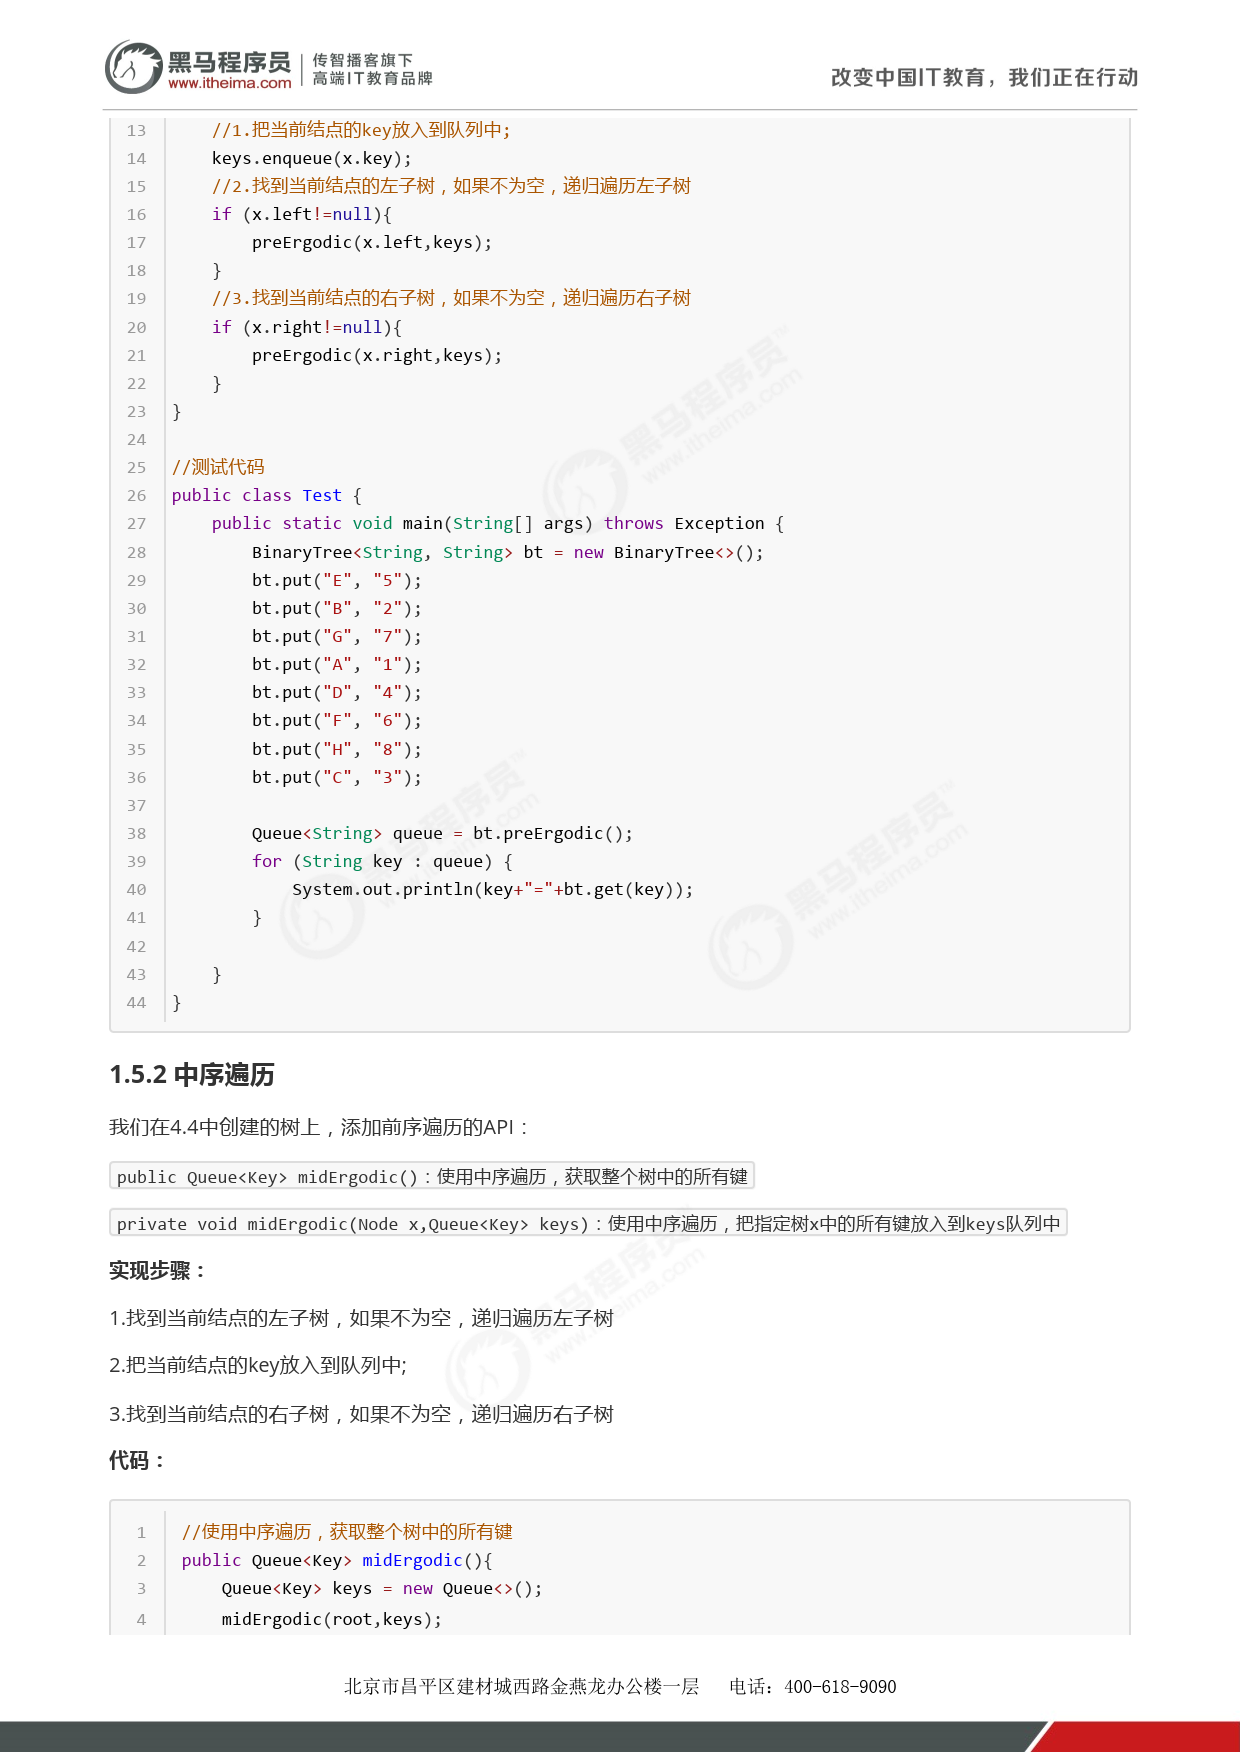 黑马程序员 传智播客旗下
www.itheima.com 高端IT教育品牌
改变中国IT教育，我们正在行动
13 //1.把当前结点的key放入到队列中;
14 keys.enqueue(x.key);
15 //2.找到当前结点的左子树，如果不为空，递归遍历左子树
16 if (x.left!=null){
17 preErgodic(x.left,keys);
18 }
19 //3.找到当前结点的右子树，如果不为空，递归遍历右子树
20 if (x.right!=null){
21 preErgodic(x.right,keys);
22 }
23 }
24
25 //测试代码
26 public class Test {
27 public static void main(String[] args) throws Exception {
28 BinaryTree<String, String> bt = new BinaryTree<>();
29 bt.put("E", "5");
30 bt.put("B", "2");
31 bt.put("G", "7");
32 bt.put("A", "1");
33 bt.put("D", "4");
34 bt.put("F", "6");
35 bt.put("H", "8");
36 bt.put("C", "3");
37
38 Queue<String> queue = bt.preErgodic();
39 for (String key : queue) {
40 System.out.println(key+"="+bt.get(key));
41 }
42
43 }
44 }
1.5.2 中序遍历
我们在4.4中创建的树上，添加前序遍历的API：
public Queue<Key> midErgodic()：使用中序遍历，获取整个树中的所有键
private void midErgodic(Node x,Queue<Key> keys)：使用中序遍历，把指定树x中的所有键放入到keys队列中
实现步骤：
1.找到当前结点的左子树，如果不为空，递归遍历左子树
2.把当前结点的key放入到队列中;
3.找到当前结点的右子树，如果不为空，递归遍历右子树
代码：
1 //使用中序遍历，获取整个树中的所有键
2 public Queue<Key> midErgodic(){
3 Queue<Key> keys = new Queue<>();
4 midErgodic(root,keys);
北京市昌平区建材城西路金燕龙办公楼一层 电话：400-618-9090